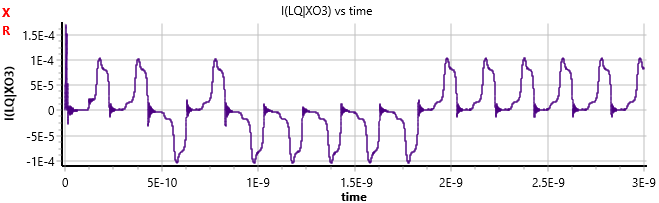 I(LQ|XO3) vs time
X
R
I(LQ|XO3)
1.5E-4
1E-4
5E-5
0
-5E-5
-1E-4
0
5E-10
1E-9
1.5E-9
2E-9
2.5E-9
3E-9
time